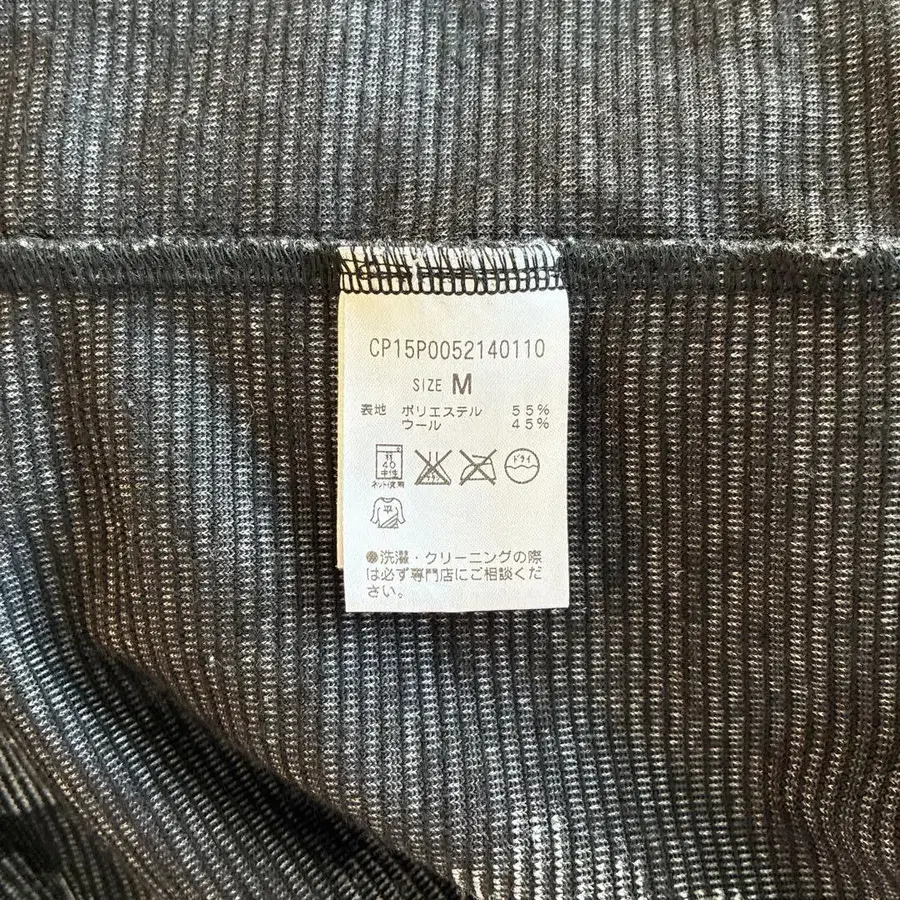 CP15P0052140110
SIZE M
表地 ポリエステル 55%
ウール 45%
40
中性
ドライ
ネット使用
平
●洗濯・クリーニングの際
は必ず専門店にご相談くだ
さい。